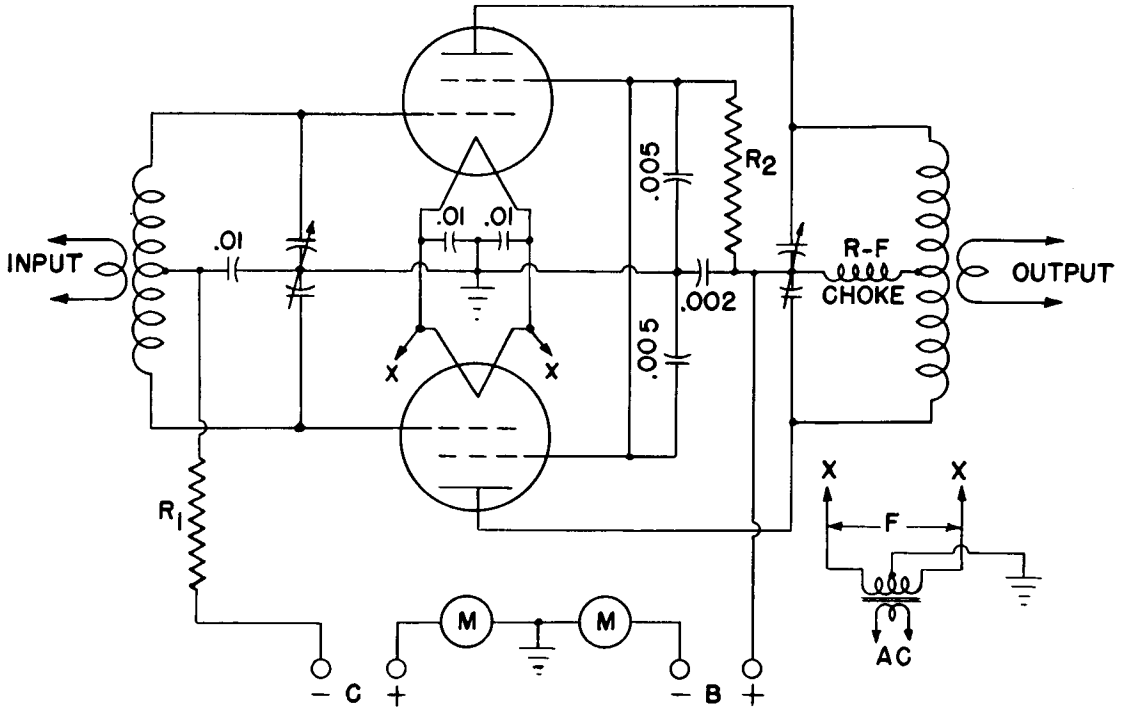 INPUT
.01
.01
.01
X
X
.005
.005
.002
R2
R-F
CHOKE
OUTPUT
R1
M
M
- C +
- B +
X
X
F
AC